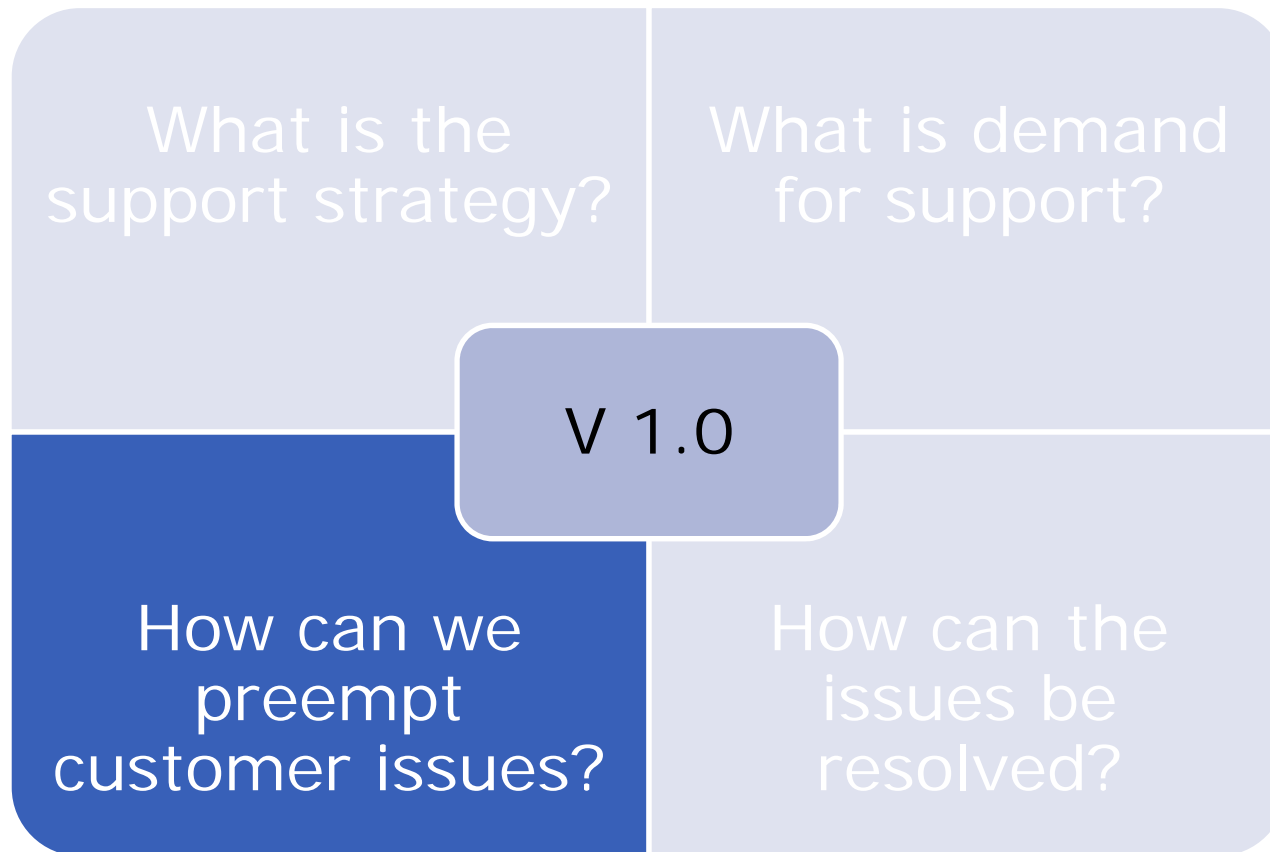 What is the
support strategy?
What is demand
for support?
V 1.0
How can we
preempt
customer issues?
How can the
issues be
resolved?